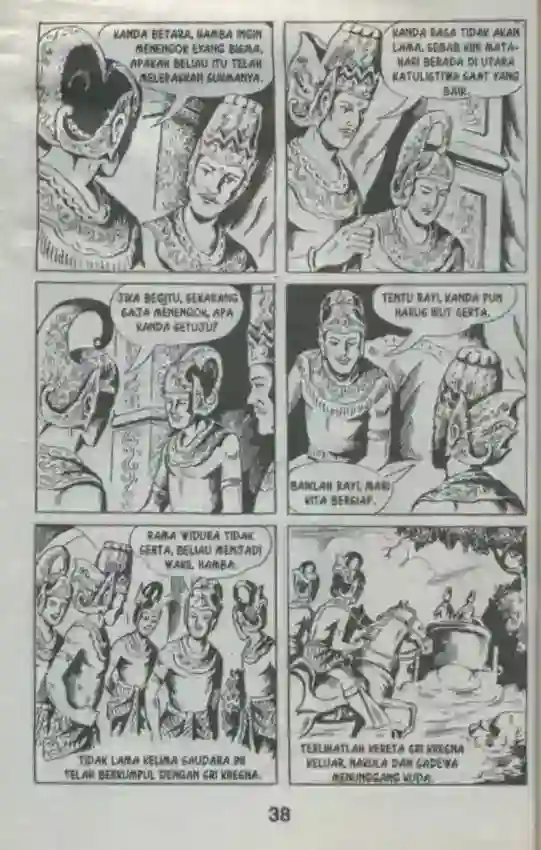 KANDA BETARA, HAMBA INGIN
MENENGOK EYANG BISMA,
APAKAH BELIAU ITU TELAH
MELEPASKAN SUKMANYA.
KANDA RASA TIDAK AKAN
LAMA, SEBAB KINI MATA-
HARI BERADA DI UTARA
KATULISTIWA SAAT YANG
BAIK.
JIKA BEGITU, SEKARANG
SAJA MENENGOK, APA
KANDA SETUJU?
TENTU RAYI, KANDA PUN
HARUS IKUT SERTA.
BAIKLAH RAYI, MARI
KITA BERSIAP.
RAMA WIDURA TIDAK
SERTA, BELIAU MENJADI
WAKIL HAMBA.
TIDAK LAMA KELIMA SAUDARA INI
TELAH BERKUMPUL DENGAN SRI KRESNA.
TERLIHATLAH KERETA SRI KRESNA
KELUAR, NAKULA DAN SADEWA
MENUNGGANG KUDA.
38